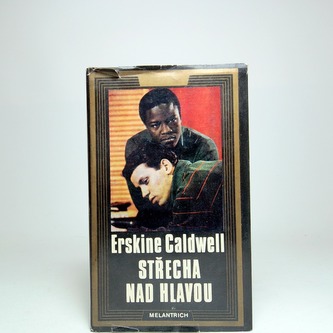 Erskine Caldwell
STŘECHA
NAD HLAVOU
MELANTRICH